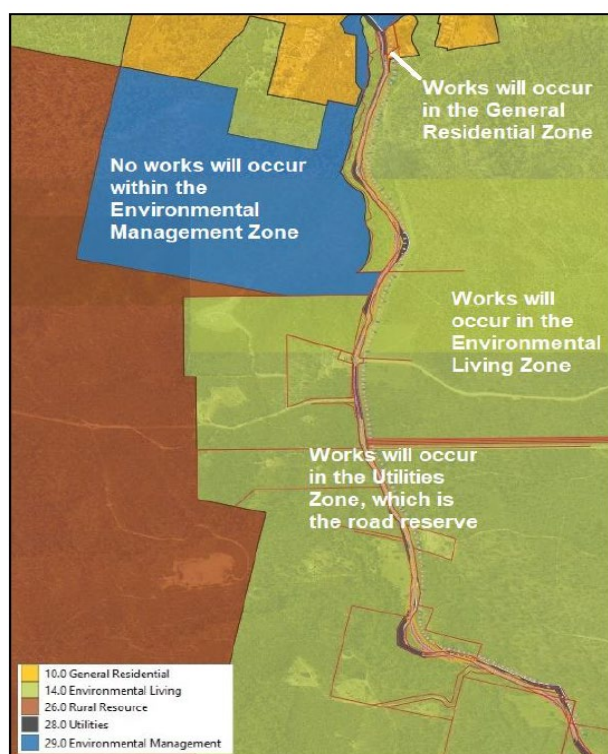 Works will occur
in the General
Residential Zone
No works will occur
within the
Environmental
Management Zone
Works will
occur in the
Environmental
Living Zone
Works will occur
in the Utilities
Zone, which is
the road reserve
10.0 General Residential
14.0 Environmental Living
26.0 Rural Resource
28.0 Utilities
29.0 Environmental Management